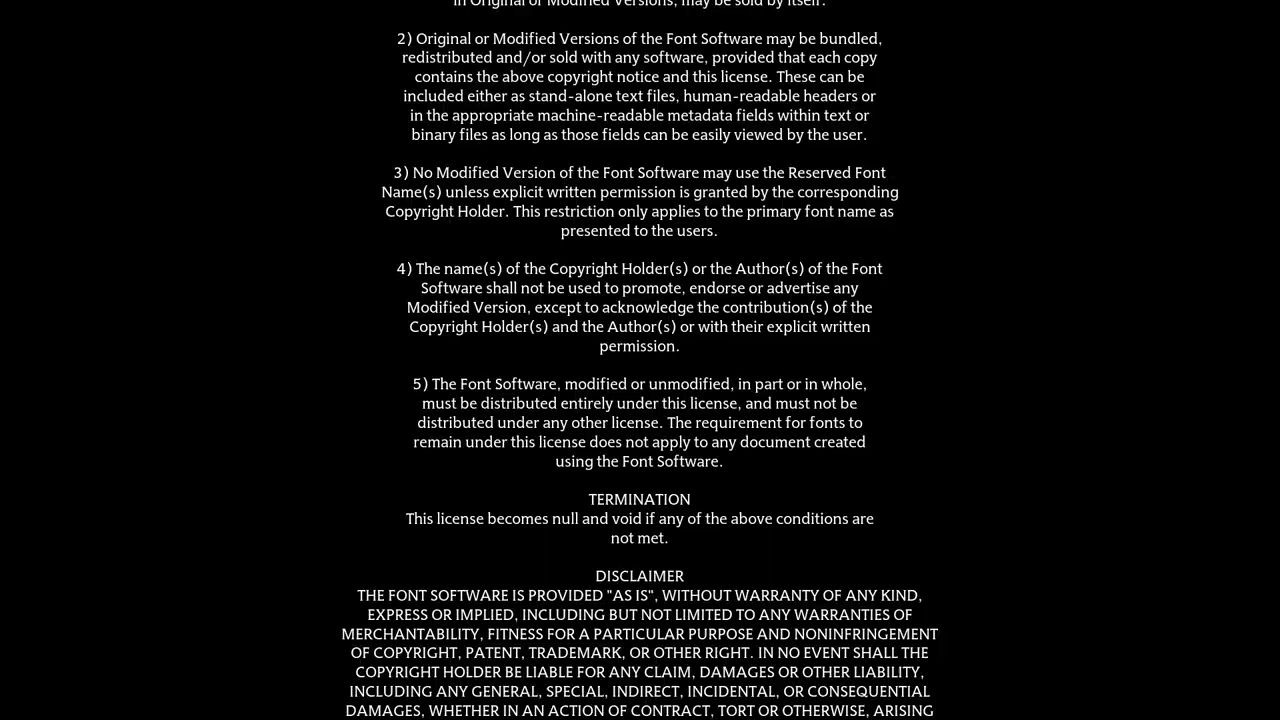 in Original or Modified Versions, may be sold by itself.
2) Original or Modified Versions of the Font Software may be bundled,
redistributed and/or sold with any software, provided that each copy
contains the above copyright notice and this license. These can be
included either as stand-alone text files, human-readable headers or
in the appropriate machine-readable metadata fields within text or
binary files as long as those fields can be easily viewed by the user.
3) No Modified Version of the Font Software may use the Reserved Font
Name(s) unless explicit written permission is granted by the corresponding
Copyright Holder. This restriction only applies to the primary font name as
presented to the users.
4) The name(s) of the Copyright Holder(s) or the Author(s) of the Font
Software shall not be used to promote, endorse or advertise any
Modified Version, except to acknowledge the contribution(s) of the
Copyright Holder(s) and the Author(s) or with their explicit written
permission.
5) The Font Software, modified or unmodified, in part or in whole,
must be distributed entirely under this license, and must not be
distributed under any other license. The requirement for fonts to
remain under this license does not apply to any document created
using the Font Software.
TERMINATION
This license becomes null and void if any of the above conditions are
not met.
DISCLAIMER
THE FONT SOFTWARE IS PROVIDED "AS IS", WITHOUT WARRANTY OF ANY KIND,
EXPRESS OR IMPLIED, INCLUDING BUT NOT LIMITED TO ANY WARRANTIES OF
MERCHANTABILITY, FITNESS FOR A PARTICULAR PURPOSE AND NONINFRINGEMENT
OF COPYRIGHT, PATENT, TRADEMARK, OR OTHER RIGHT. IN NO EVENT SHALL THE
COPYRIGHT HOLDER BE LIABLE FOR ANY CLAIM, DAMAGES OR OTHER LIABILITY,
INCLUDING ANY GENERAL, SPECIAL, INDIRECT, INCIDENTAL, OR CONSEQUENTIAL
DAMAGES, WHETHER IN AN ACTION OF CONTRACT, TORT OR OTHERWISE, ARISING